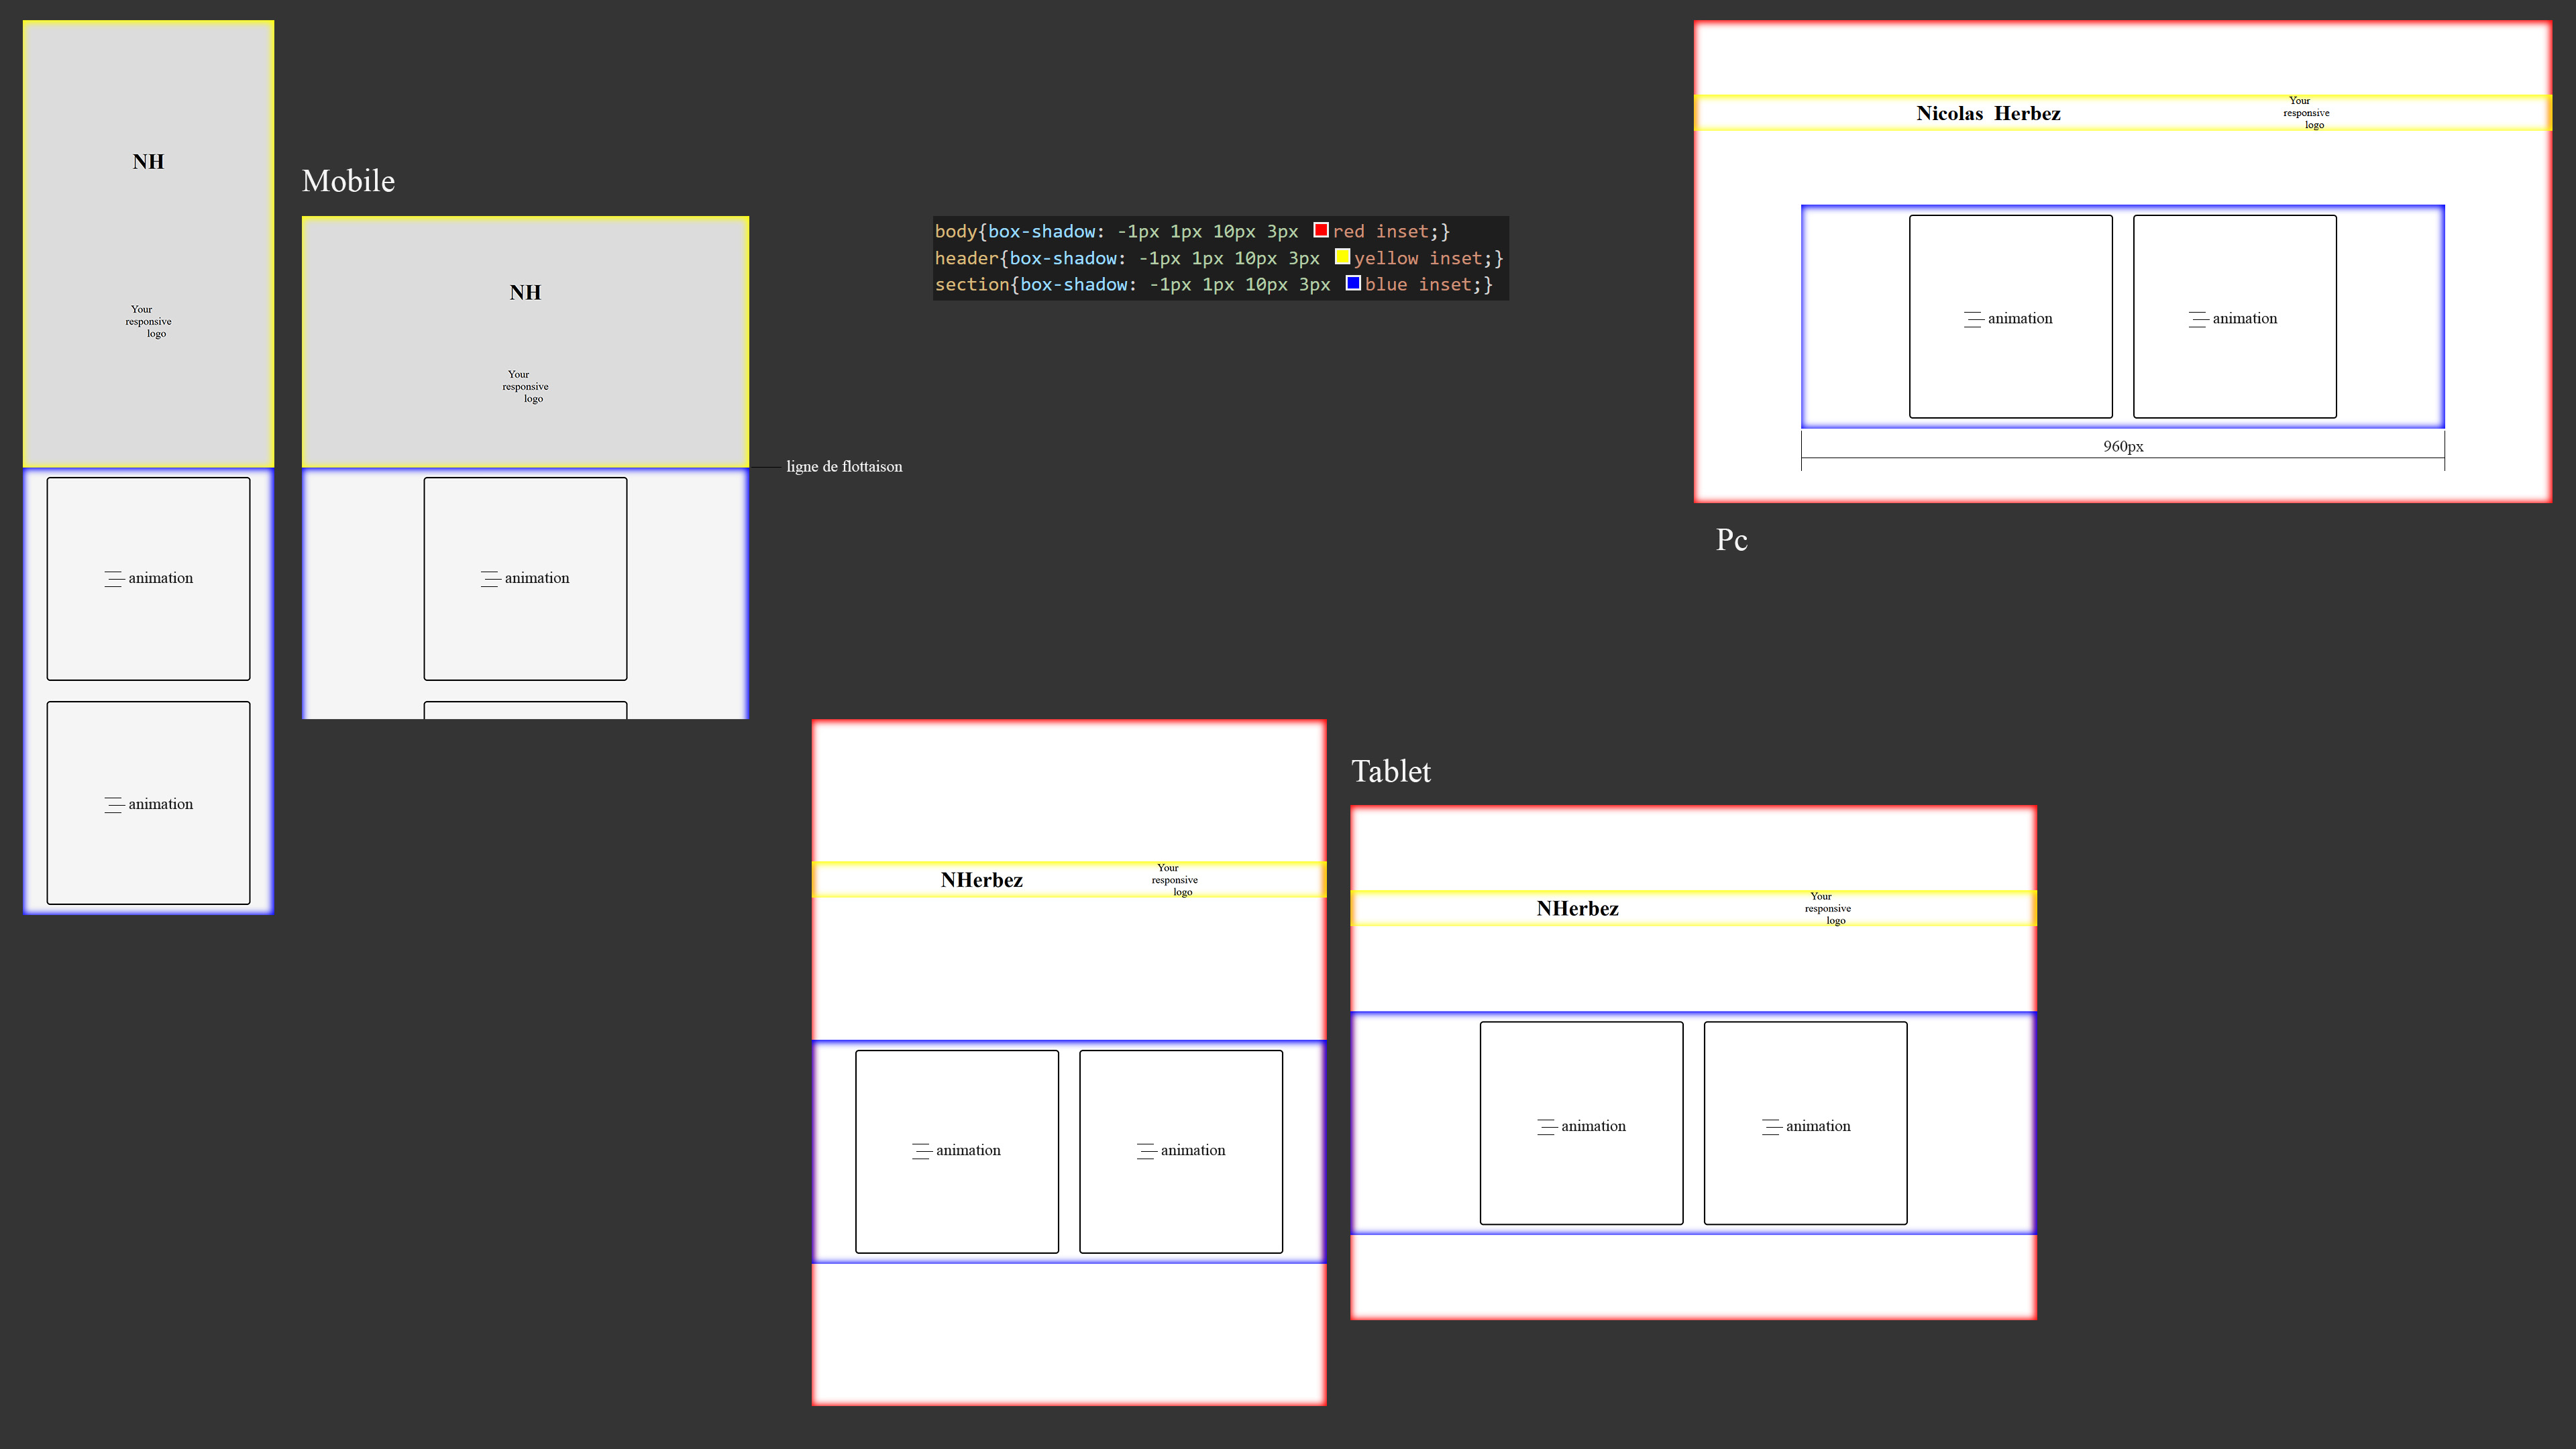 NH
Your
responsive
logo
animation
animation
Mobile
NH
Your
responsive
logo
ligne de flottaison
animation
body{box-shadow: -1px 1px 10px 3px red inset;}
header{box-shadow: -1px 1px 10px 3px yellow inset;}
section{box-shadow: -1px 1px 10px 3px blue inset;}
Nicolas Herbez
Your
responsive
logo
animation
animation
960px
Pc
NHerbez
Your
responsive
logo
animation
animation
Tablet
NHerbez
Your
responsive
logo
animation
animation